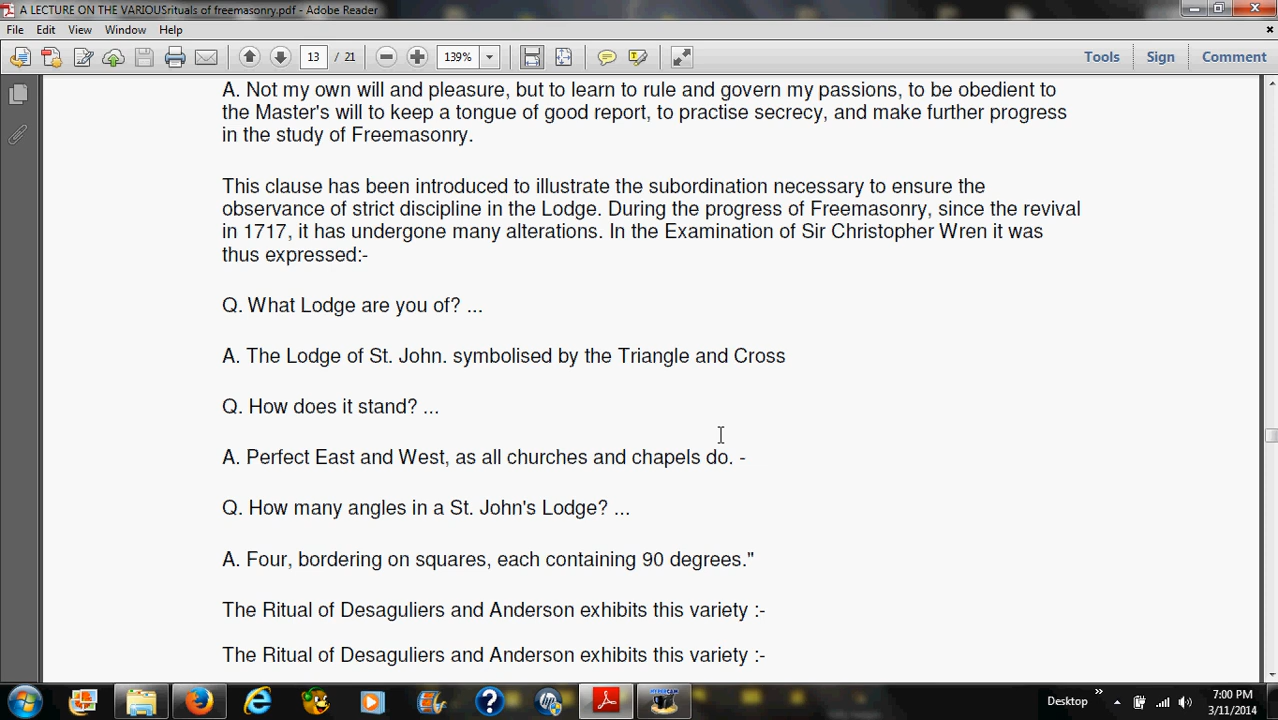 A LECTURE ON THE VARIOUSrituals of freemasonry.pdf - Adobe Reader
File Edit View Window Help
13 / 21 139% Tools Sign Comment
A. Not my own will and pleasure, but to learn to rule and govern my passions, to be obedient to
the Master's will to keep a tongue of good report, to practise secrecy, and make further progress
in the study of Freemasonry.
This clause has been introduced to illustrate the subordination necessary to ensure the
observance of strict discipline in the Lodge. During the progress of Freemasonry, since the revival
in 1717, it has undergone many alterations. In the Examination of Sir Christopher Wren it was
thus expressed:-
Q. What Lodge are you of? ...
A. The Lodge of St. John. symbolised by the Triangle and Cross
Q. How does it stand? ...
A. Perfect East and West, as all churches and chapels do. -
Q. How many angles in a St. John's Lodge? ...
A. Four, bordering on squares, each containing 90 degrees."
The Ritual of Desaguliers and Anderson exhibits this variety :-
The Ritual of Desaguliers and Anderson exhibits this variety :-
Desktop » 7:00 PM
3/11/2014